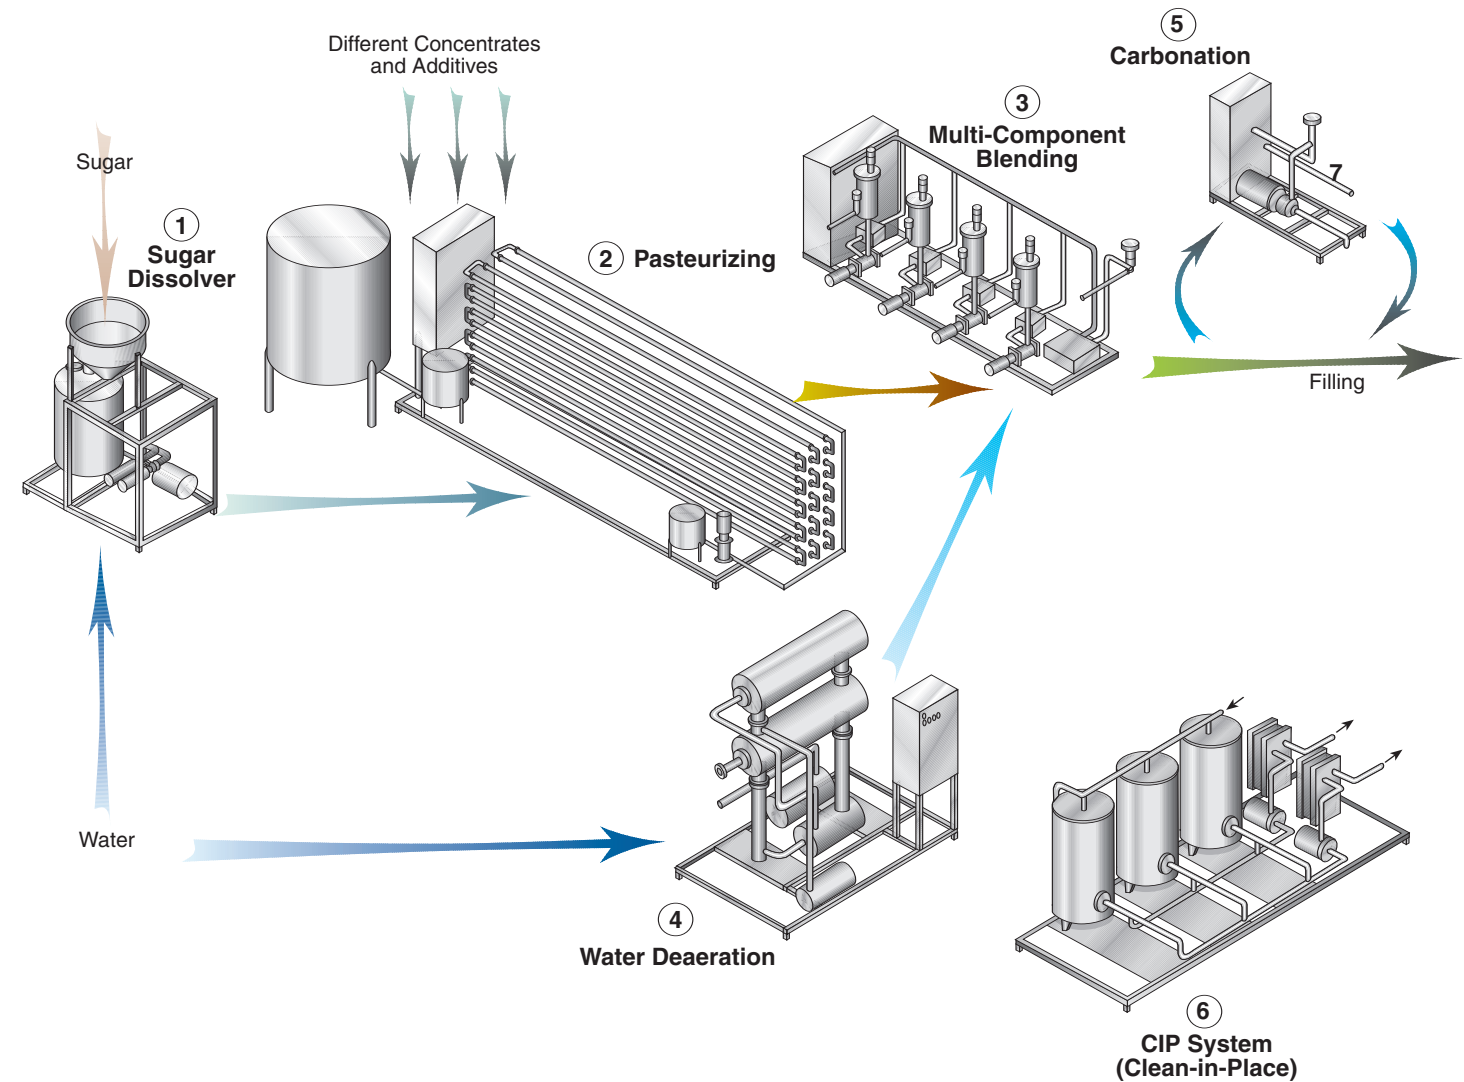 Different Concentrates
and Additives
Sugar
1
Sugar
Dissolver
2 Pasteurizing
3
Multi-Component
Blending
5
Carbonation
7
Filling
Water
4
Water Deaeration
6
CIP System
(Clean-in-Place)